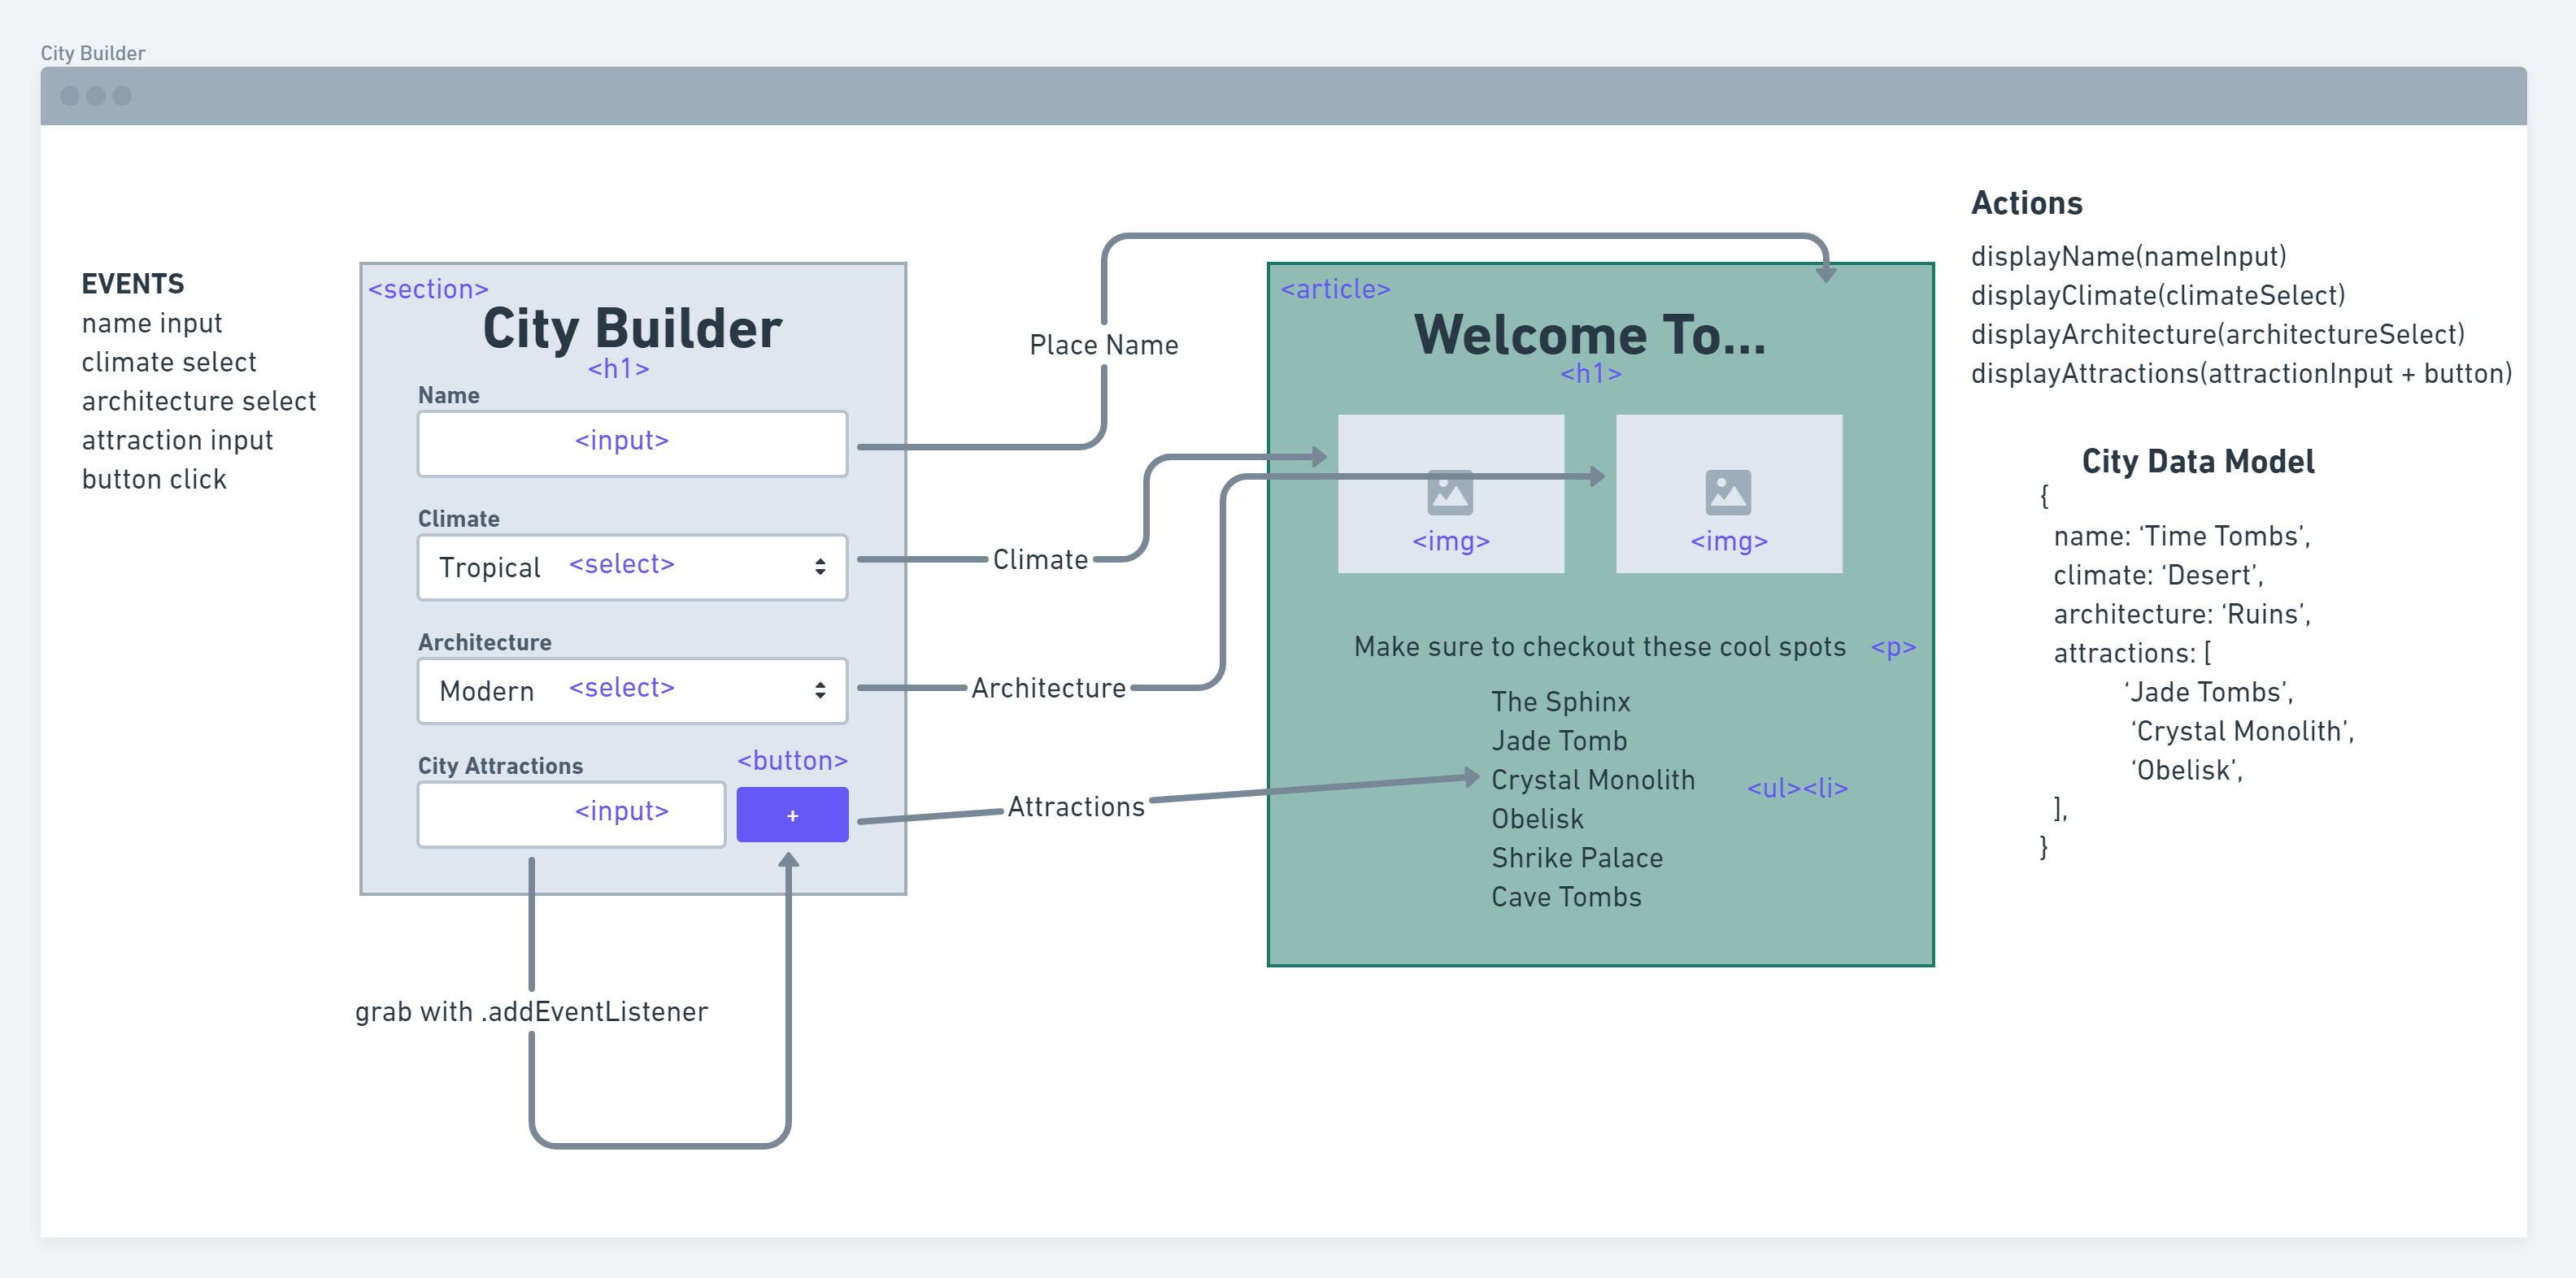 City Builder
EVENTS
name input
climate select
architecture select
attraction input
button click
<section>
City Builder
<h1>
Name
<input>
Climate
Tropical <select>
Architecture
Modern <select>
City Attractions
<button>
<input>
+
grab with .addEventListener
Place Name
Climate
Architecture
Attractions
<article>
Welcome To...
<h1>
<img>
<img>
Make sure to checkout these cool spots <p>
The Sphinx
Jade Tomb
Crystal Monolith
<ul><li>
Obelisk
Shrike Palace
Cave Tombs
Actions
displayName(nameInput)
displayClimate(climateSelect)
displayArchitecture(architectureSelect)
displayAttractions(attractionInput + button)
City Data Model
{
name: ‘Time Tombs’,
climate: ‘Desert’,
architecture: ‘Ruins’,
attractions: [
‘Jade Tombs’,
‘Crystal Monolith’,
‘Obelisk’,
],
}